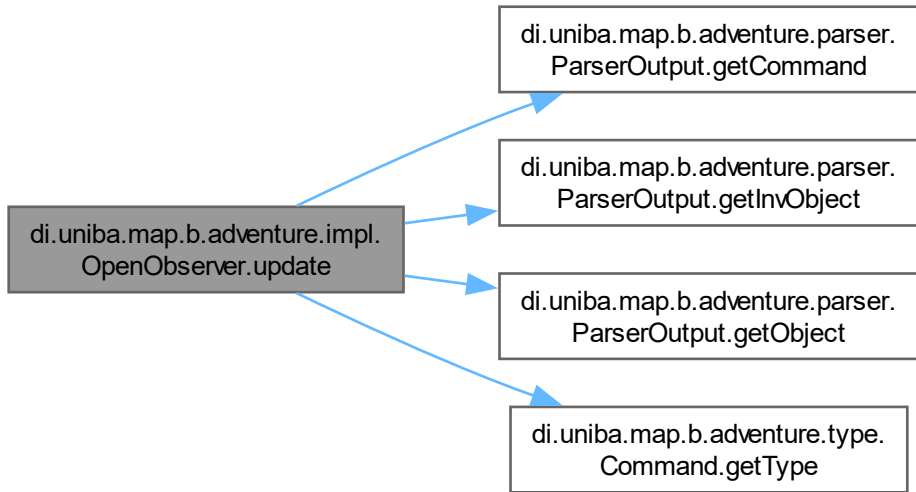 di.uniba.map.b.adventure.parser.
ParserOutput.getCommand
di.uniba.map.b.adventure.parser.
ParserOutput.getInvObject
di.uniba.map.b.adventure.impl.
OpenObserver.update
di.uniba.map.b.adventure.parser.
ParserOutput.getObject
di.uniba.map.b.adventure.type.
Command.getType